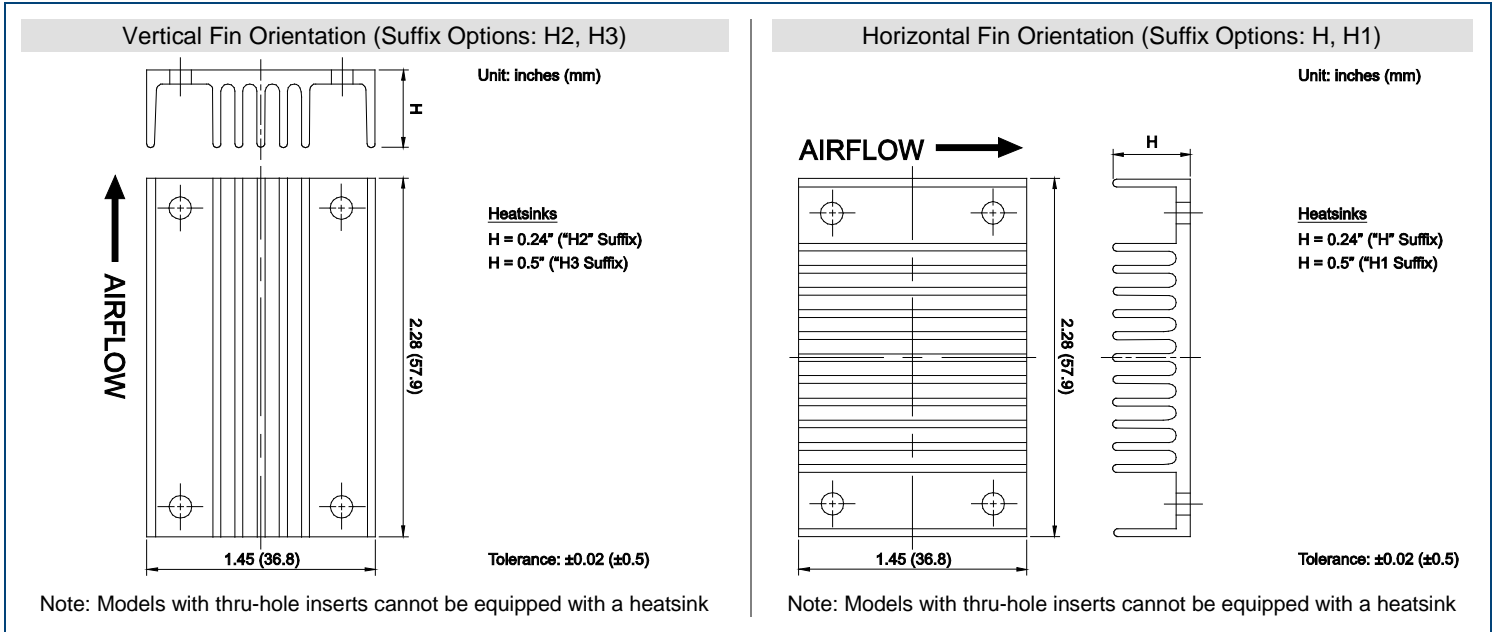 Vertical Fin Orientation (Suffix Options: H2, H3)
Unit: inches (mm)
H
AIRFLOW
Heatsinks
H = 0.24" ("H2" Suffix)
H = 0.5" ("H3 Suffix)
2.28 (57.9)
1.45 (36.8)
Tolerance: ±0.02 (±0.5)
Note: Models with thru-hole inserts cannot be equipped with a heatsink
Horizontal Fin Orientation (Suffix Options: H, H1)
Unit: inches (mm)
AIRFLOW
H
Heatsinks
H = 0.24" ("H" Suffix)
H = 0.5" ("H1 Suffix)
2.28 (57.9)
1.45 (36.8)
Tolerance: ±0.02 (±0.5)
Note: Models with thru-hole inserts cannot be equipped with a heatsink